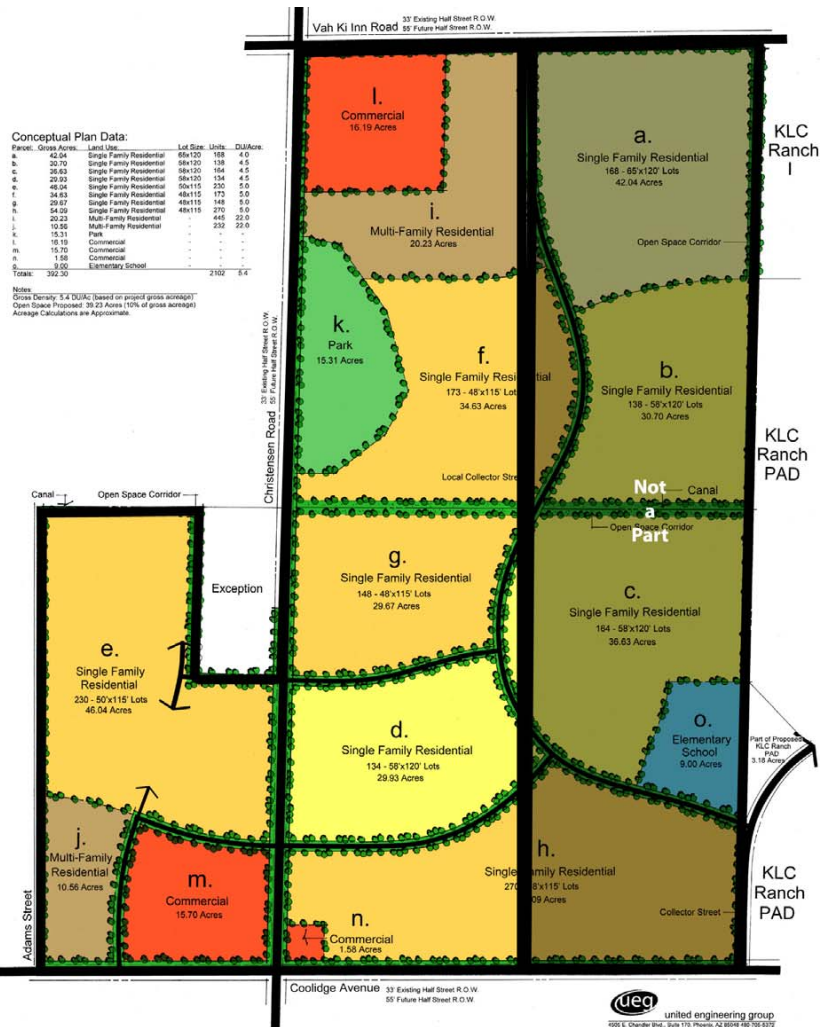 Vah Ki Inn Road
33' Existing Half Street R.O.W.
55' Future Half Street R.O.W.
Conceptual Plan Data:
Parcel: Gross Acres: Land Use: Lot Size: Units: DU/Acre:
a. 42.04 Single Family Residential 65x120 168 4.0
b. 30.70 Single Family Residential 58x120 138 4.5
c. 36.63 Single Family Residential 58x120 164 4.5
d. 29.93 Single Family Residential 58x120 134 4.5
e. 46.04 Single Family Residential 50x115 230 5.0
f. 34.63 Single Family Residential 48x115 173 5.0
g. 29.67 Single Family Residential 48x115 148 5.0
h. 54.09 Single Family Residential 48x115 270 5.0
i. 20.23 Multi-Family Residential - 445 22.0
j. 10.56 Multi-Family Residential - 232 22.0
k. 15.31 Park - - -
l. 16.19 Commercial - - -
m. 15.70 Commercial - - -
n. 1.58 Commercial - - -
o. 9.00 Elementary School - - -
Totals: 392.30 2102 5.4
Notes:
Gross Density: 5.4 DU/Ac (based on project gross acreage)
Open Space Proposed: 39.23 Acres (10% of gross acreage)
Acreage Calculations are Approximate.
l.
Commercial
16.19 Acres
a.
Single Family Residential
168 - 65'x120' Lots
42.04 Acres
KLC
Ranch
I
i.
Multi-Family Residential
20.23 Acres
Open Space Corridor
k.
Park
15.31 Acres
f.
Single Family Residential
173 - 48'x115' Lot
34.63 Acres
b.
Single Family Residential
138 - 58'x120' Lots
30.70 Acres
33' Existing Half Street R.O.W.
55' Future Half Street R.O.W.
Christensen Road
KLC
Ranch
PAD
Local Collector Stre
Not
a
Part
Canal
Open Space Corridor
Canal
Open Space Corridor
Exception
g.
Single Family Residential
148 - 48'x115' Lots
29.67 Acres
c.
Single Family Residential
164 - 58'x120' Lots
36.63 Acres
e.
Single Family
Residential
230 - 50'x115' Lots
46.04 Acres
d.
Single Family Residential
134 - 58'x120' Lots
29.93 Acres
o.
Elementary
School
9.00 Acres
Part of Proposed
KLC Ranch
PAD
3.18 Acres
j.
Multi-Family
Residential
10.56 Acres
m.
Commercial
15.70 Acres
n.
Commercial
1.58 Acres
h.
Single Family Residential
270 8'x115' Lots
09 Acres
Collector Street
KLC
Ranch
PAD
Adams Street
Coolidge Avenue
33' Existing Half Street R.O.W.
55' Future Half Street R.O.W.
ueg
united engineering group